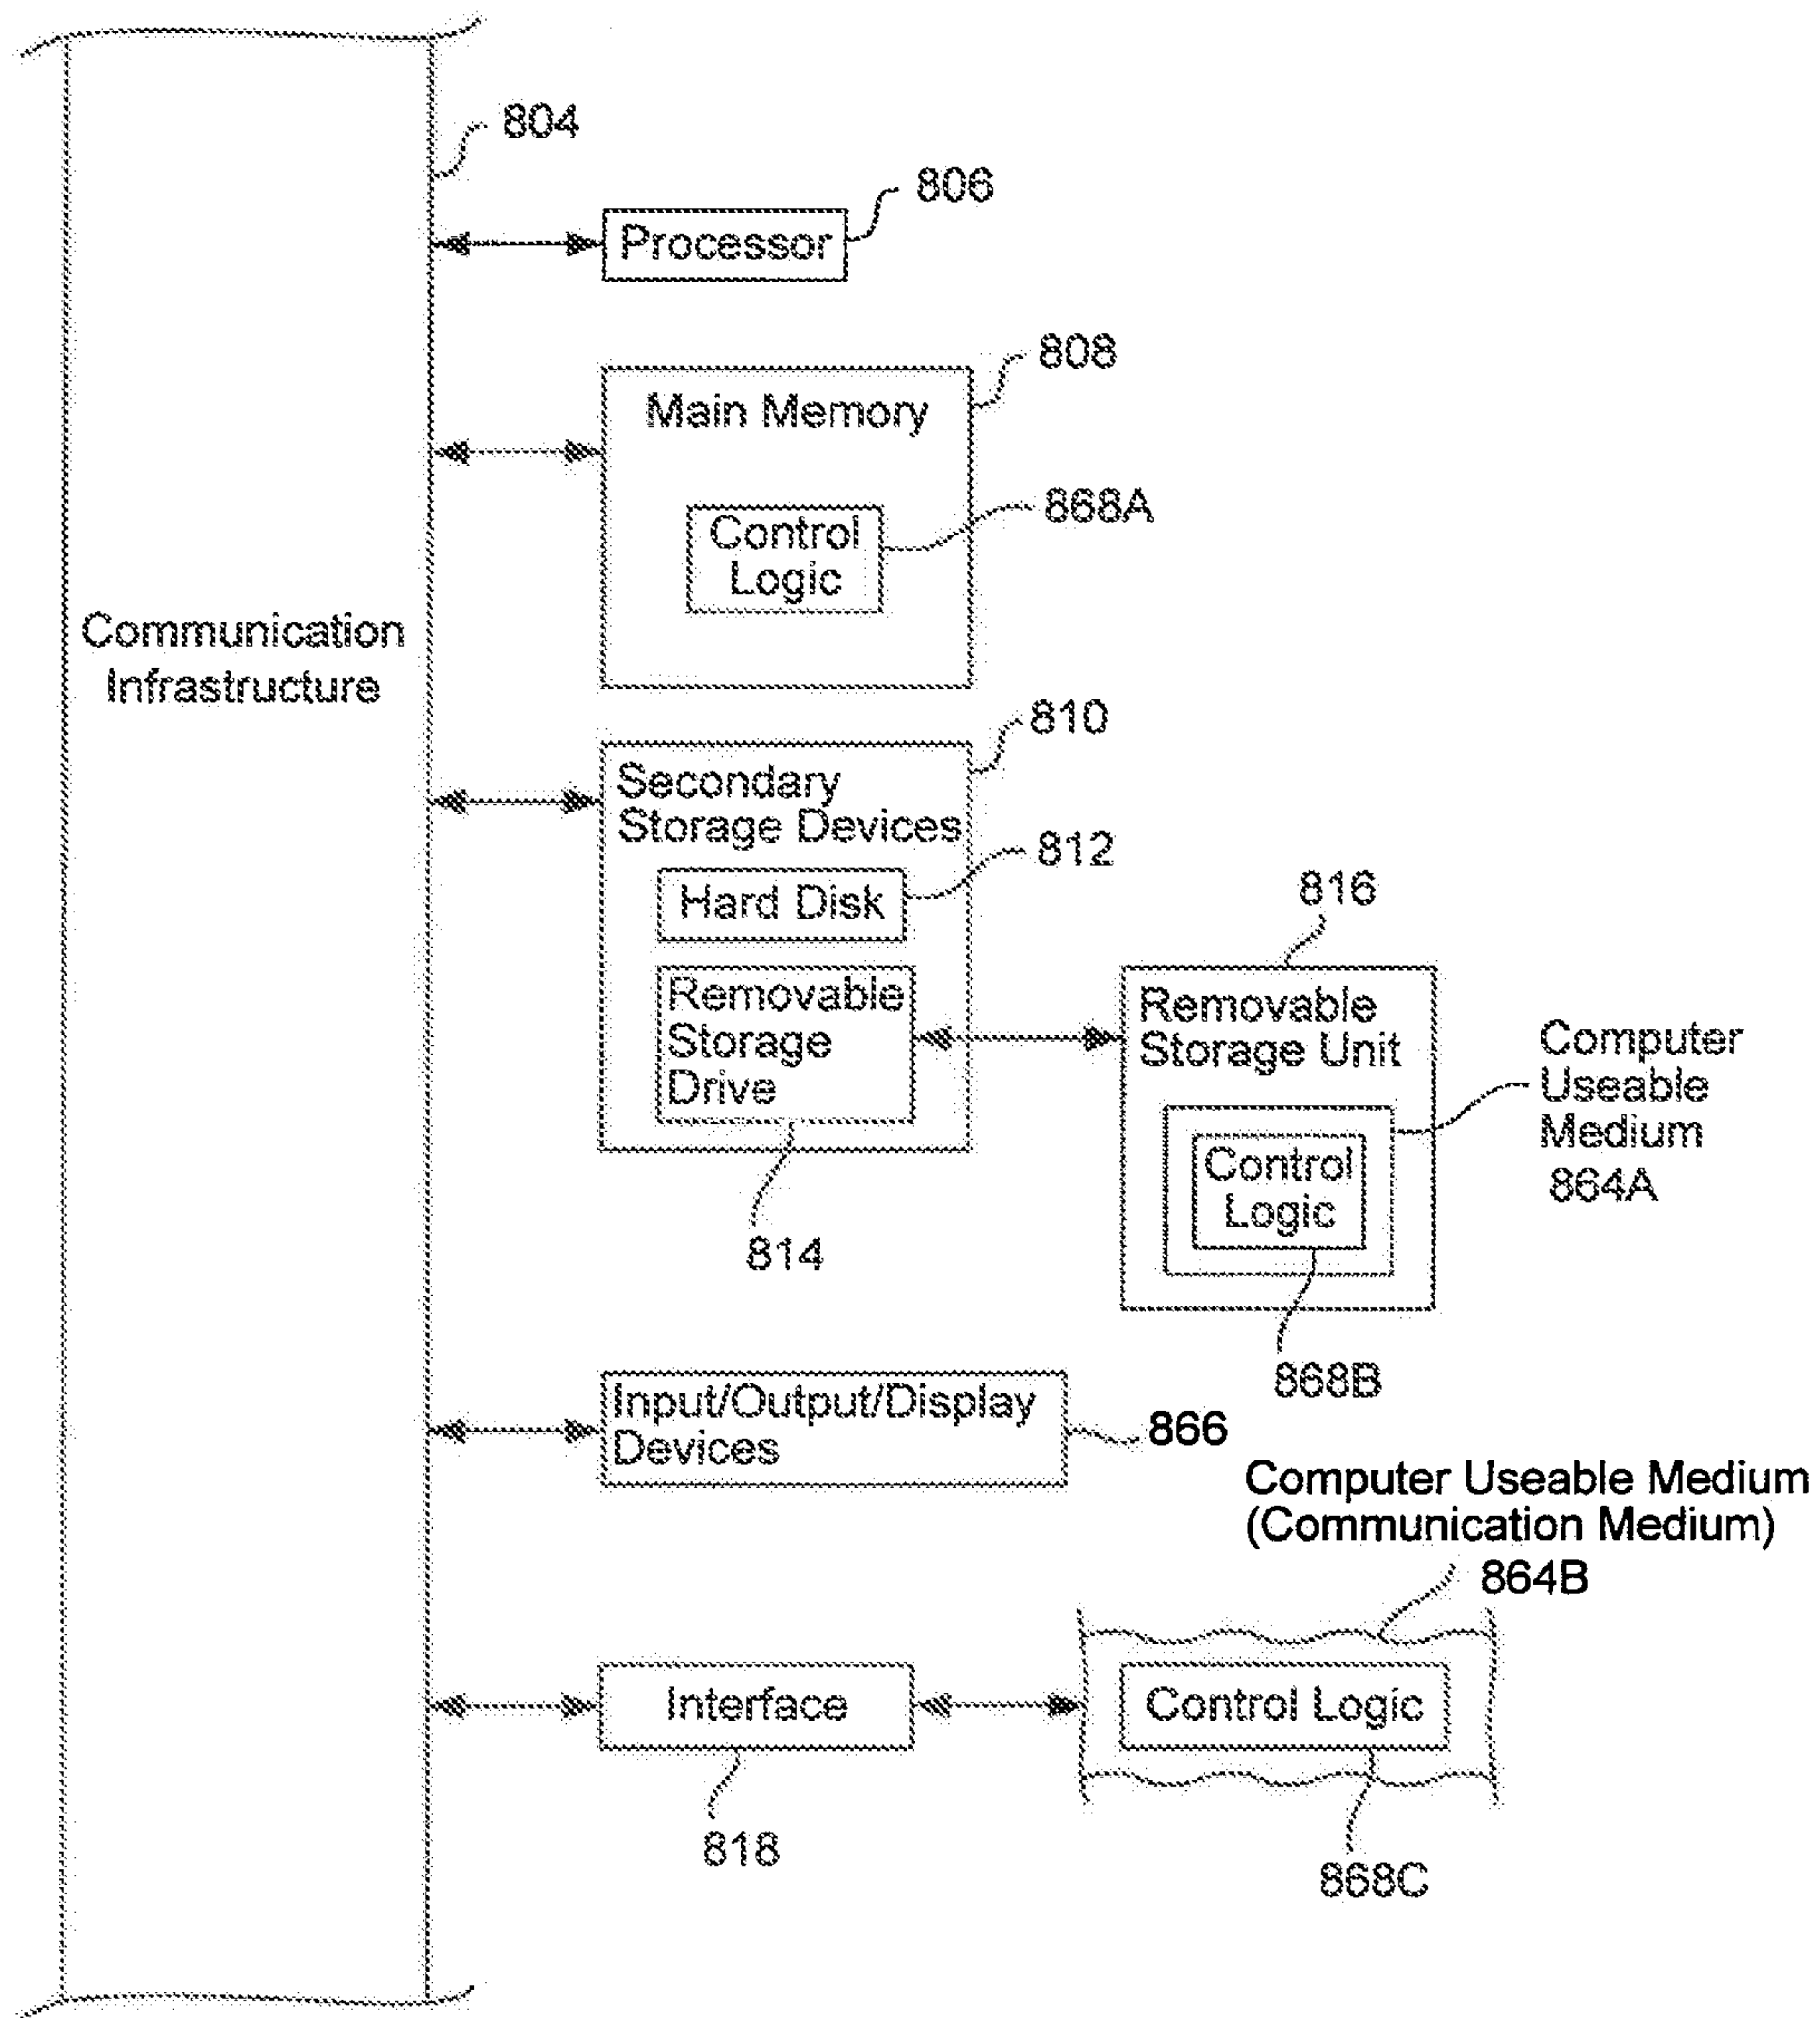 804
806
Processor
808
Main Memory
868A
Control
Logic
Communication
Infrastructure
810
Secondary
Storage Devices
812
Hard Disk
816
Removable
Storage
Drive
Removable
Storage Unit
Computer
Useable
Medium
864A
Control
Logic
814
868B
Input/Output/Display
Devices
866
Computer Useable Medium
(Communication Medium)
864B
Interface
Control Logic
818
868C